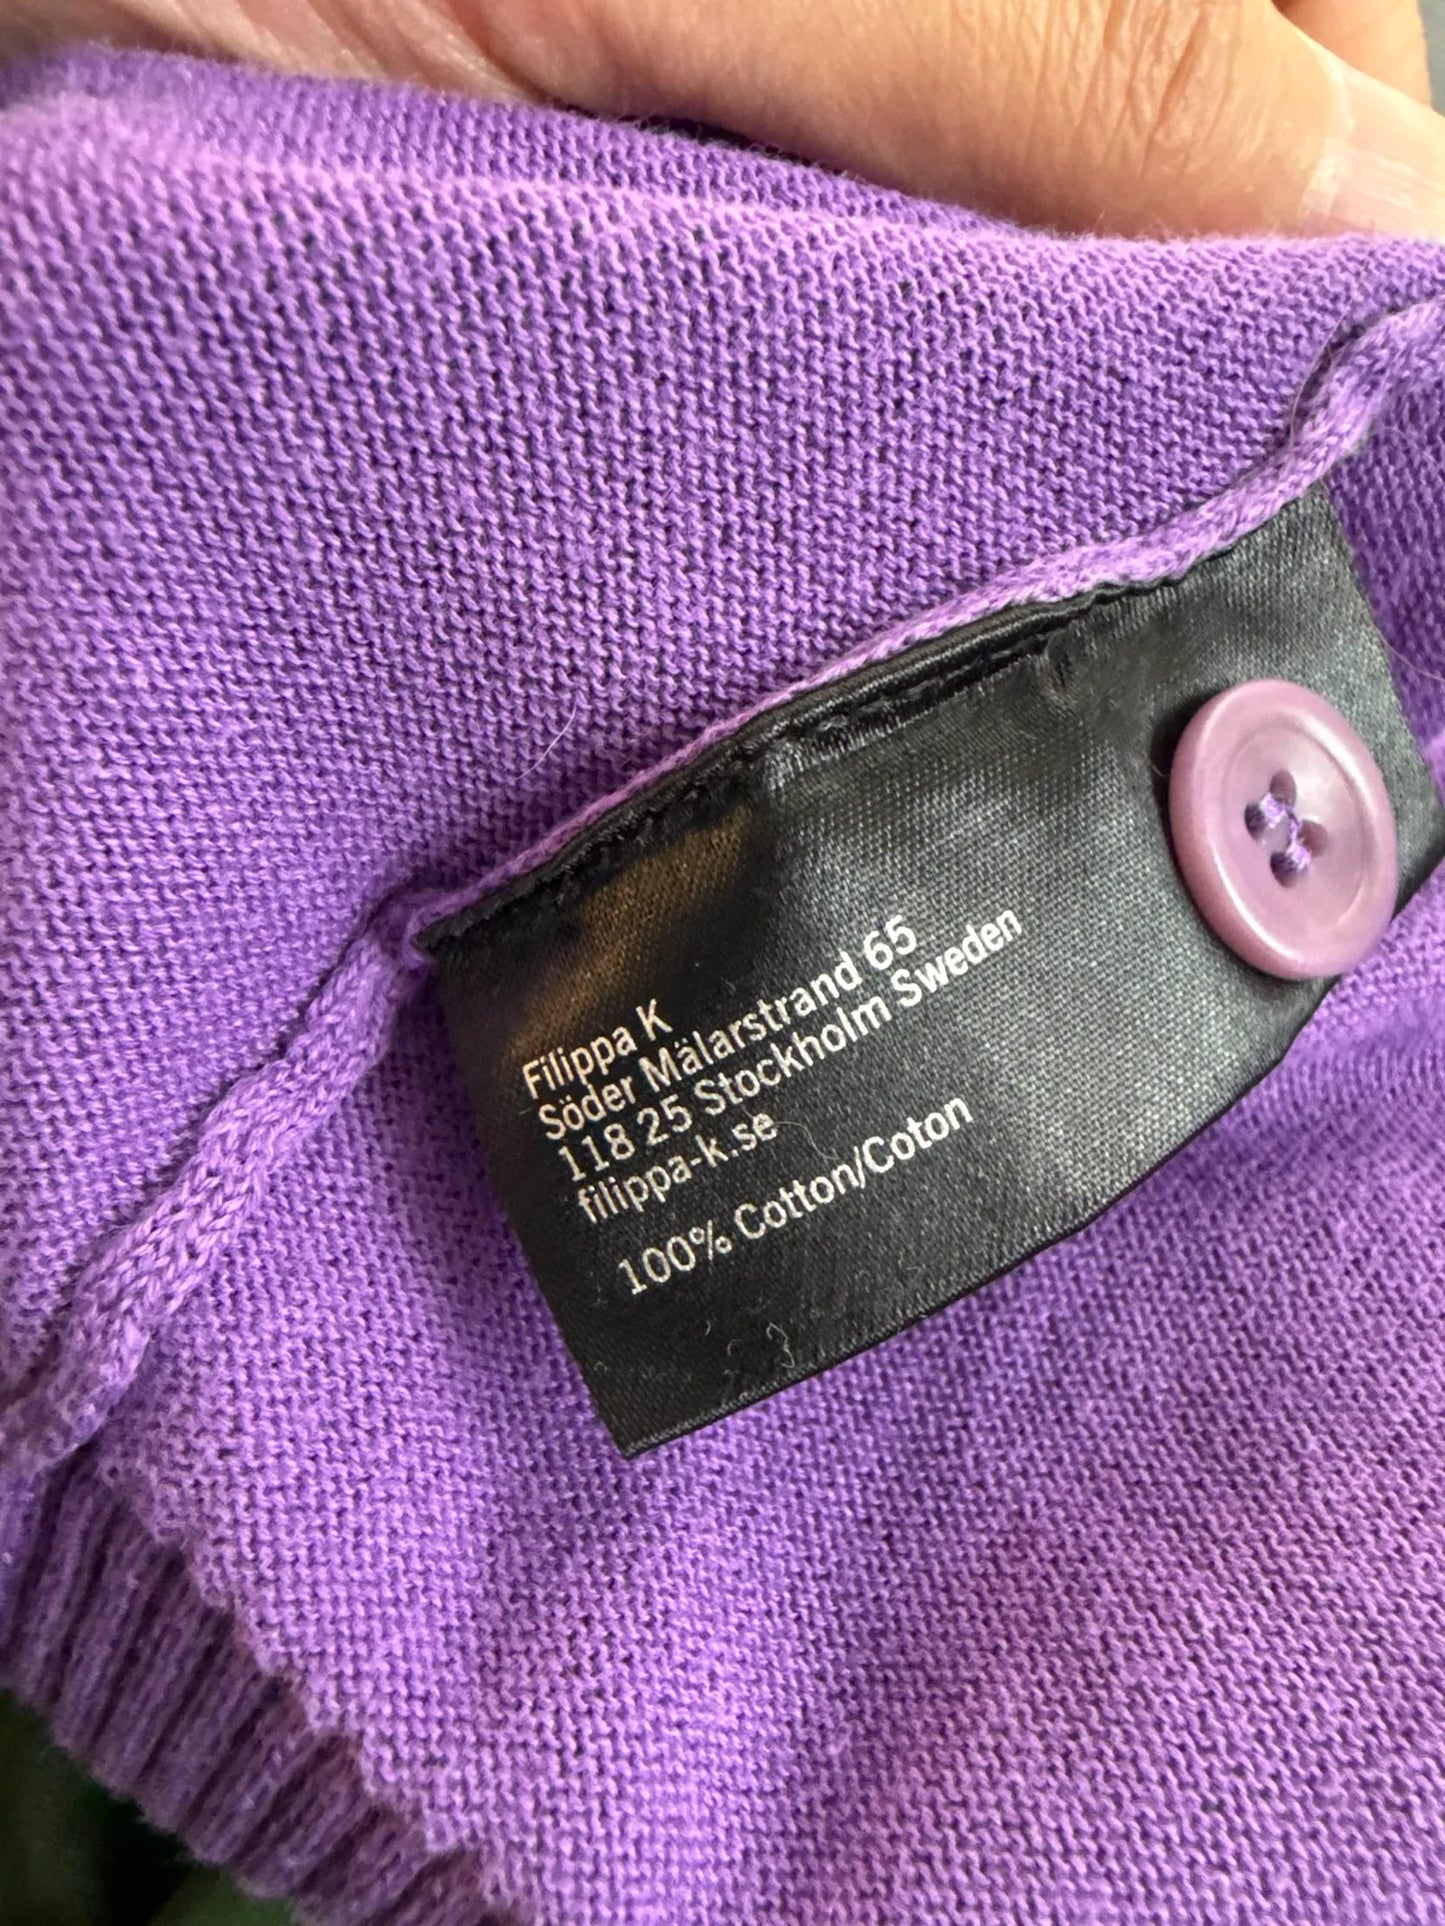 Filippa K
Söder Mälarstrand 65
118 25 Stockholm Sweden
filippa-k.se
100% Cotton/Coton